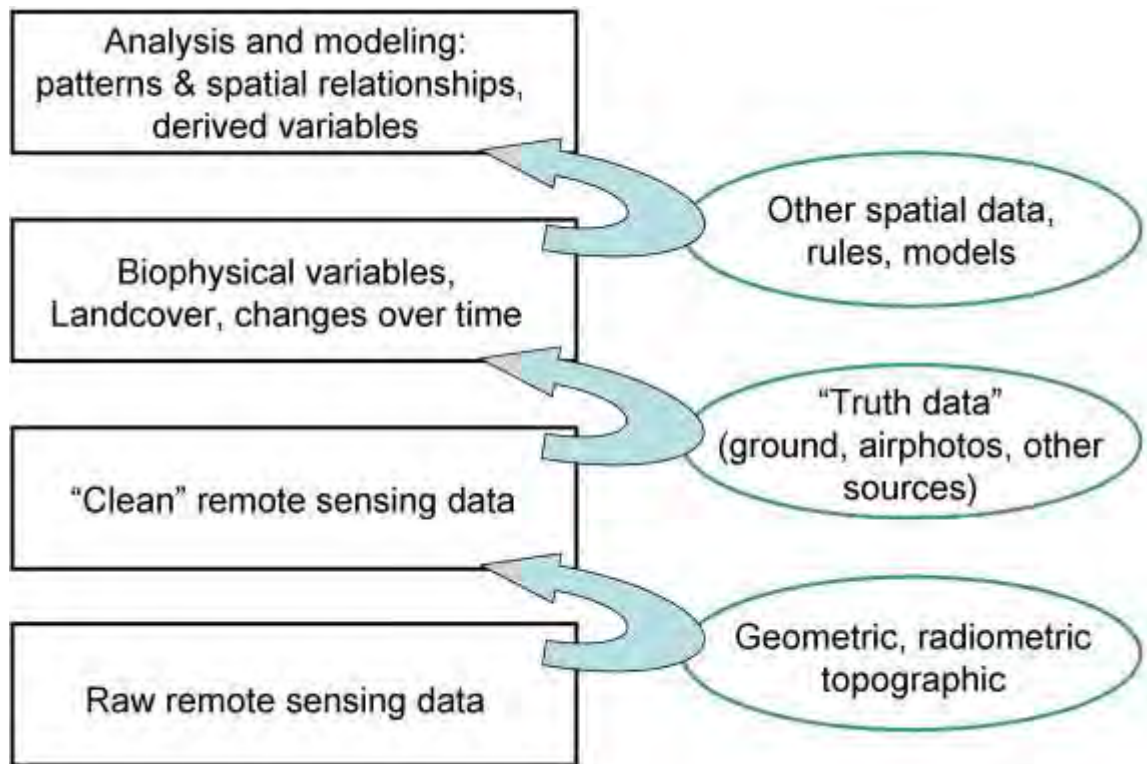 Analysis and modeling:
patterns & spatial relationships,
derived variables
Other spatial data,
rules, models
Biophysical variables,
Landcover, changes over time
“Truth data”
(ground, airphotos, other
sources)
“Clean” remote sensing data
Geometric, radiometric
topographic
Raw remote sensing data